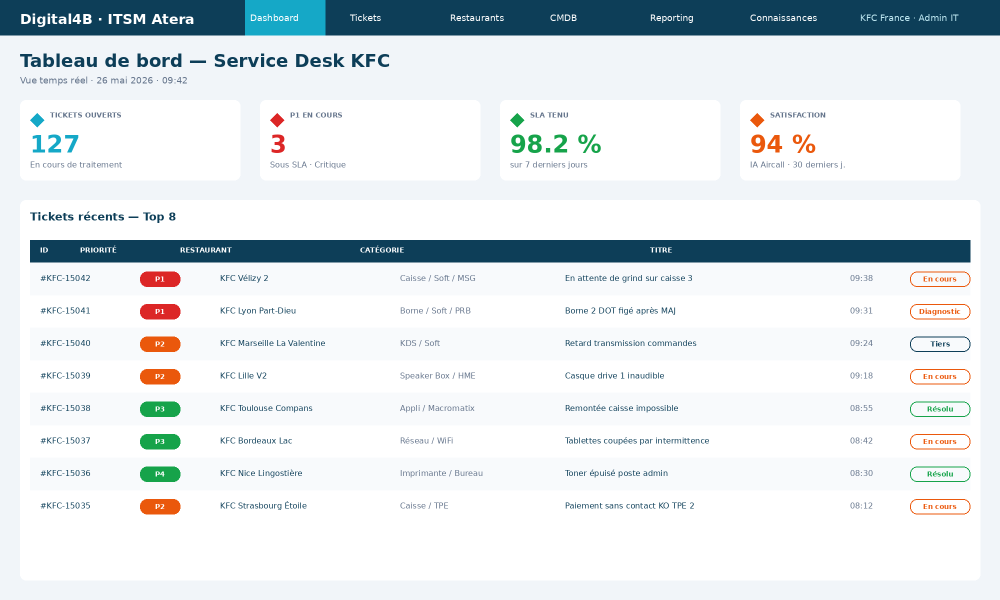 Digital4B · ITSM Atera Dashboard Tickets Restaurants CMDB Reporting Connaissances KFC France · Admin IT
Tableau de bord — Service Desk KFC
Vue temps réel · 26 mai 2026 · 09:42
TICKETS OUVERTS
127
En cours de traitement
P1 EN COURS
3
Sous SLA · Critique
SLA TENU
98.2 %
sur 7 derniers jours
SATISFACTION
94 %
IA Aircall · 30 derniers j.
Tickets récents — Top 8
ID PRIORITÉ RESTAURANT CATÉGORIE TITRE
#KFC-15042 P1 KFC Vélizy 2 Caisse / Soft / MSG En attente de grind sur caisse 3 09:38 En cours
#KFC-15041 P1 KFC Lyon Part-Dieu Borne / Soft / PRB Borne 2 DOT figé après MAJ 09:31 Diagnostic
#KFC-15040 P2 KFC Marseille La Valentine KDS / Soft Retard transmission commandes 09:24 Tiers
#KFC-15039 P2 KFC Lille V2 Speaker Box / HME Casque drive 1 inaudible 09:18 En cours
#KFC-15038 P3 KFC Toulouse Compans Appli / Macromatix Remontée caisse impossible 08:55 Résolu
#KFC-15037 P3 KFC Bordeaux Lac Réseau / WiFi Tablettes coupées par intermittence 08:42 En cours
#KFC-15036 P4 KFC Nice Lingostière Imprimante / Bureau Toner épuisé poste admin 08:30 Résolu
#KFC-15035 P2 KFC Strasbourg Étoile Caisse / TPE Paiement sans contact KO TPE 2 08:12 En cours